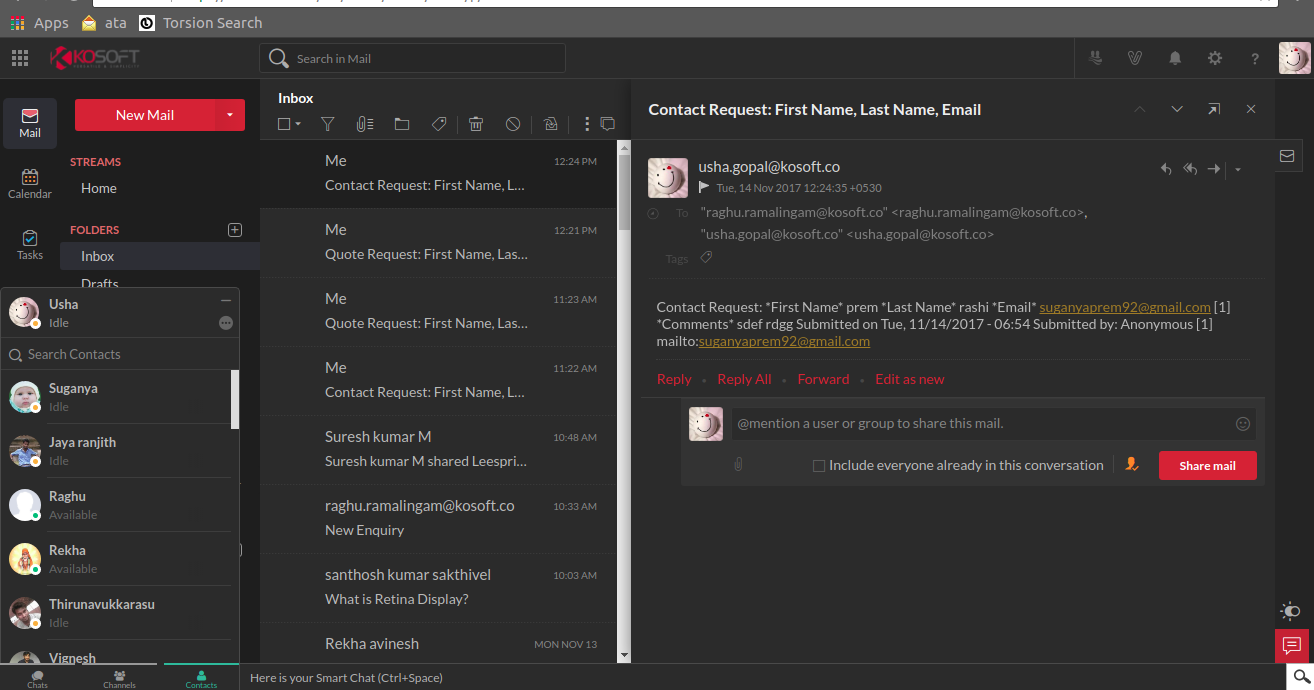 Apps ata Torsion Search
KOSOFT
Search in Mail
?
Mail
Calendar
Tasks
New Mail
STREAMS
Home
FOLDERS
Inbox
Drafts
Usha
Idle
Search Contacts
Suganya
Idle
Jaya ranjith
Idle
Raghu
Available
Rekha
Available
Thirunavukkarasu
Idle
Vignesh
Chats Channels Contacts
Inbox
Me 12:24 PM
Contact Request: First Name, L...
Me 12:21 PM
Quote Request: First Name, Las...
Me 11:23 AM
Quote Request: First Name, Las...
Me 11:22 AM
Contact Request: First Name, L...
Suresh kumar M 10:48 AM
Suresh kumar M shared Leespri...
raghu.ramalingam@kosoft.co 10:33 AM
New Enquiry
santhosh kumar sakthivel 10:03 AM
What is Retina Display?
Rekha avinesh MON NOV 13
Contact Request: First Name, Last Name, Email
usha.gopal@kosoft.co
Tue, 14 Nov 2017 12:24:35 +0530
To "raghu.ramalingam@kosoft.co" <raghu.ramalingam@kosoft.co>,
"usha.gopal@kosoft.co" <usha.gopal@kosoft.co>
Tags
Contact Request: *First Name* prem *Last Name* rashi *Email* suganyaprem92@gmail.com [1]
*Comments* sdef rdgg Submitted on Tue, 11/14/2017 - 06:54 Submitted by: Anonymous [1]
mailto:suganyaprem92@gmail.com
Reply Reply All Forward Edit as new
@mention a user or group to share this mail.
Include everyone already in this conversation Share mail
Here is your Smart Chat (Ctrl+Space)